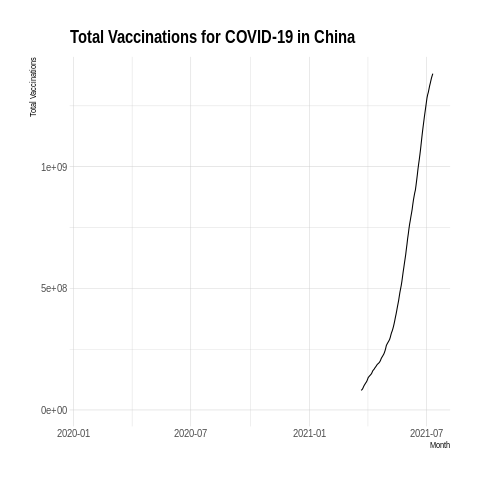 Total Vaccinations for COVID-19 in China
Total Vaccinations
1e+09
5e+08
0e+00
2020-01 2020-07 2021-01 2021-07
Month